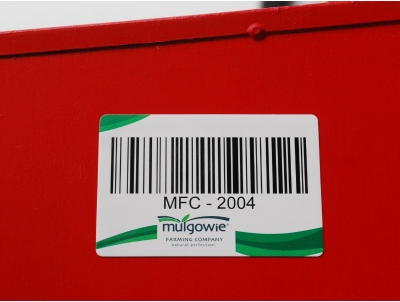 MFC - 2004
mulgowie®
FARMING COMPANY
natural perfection